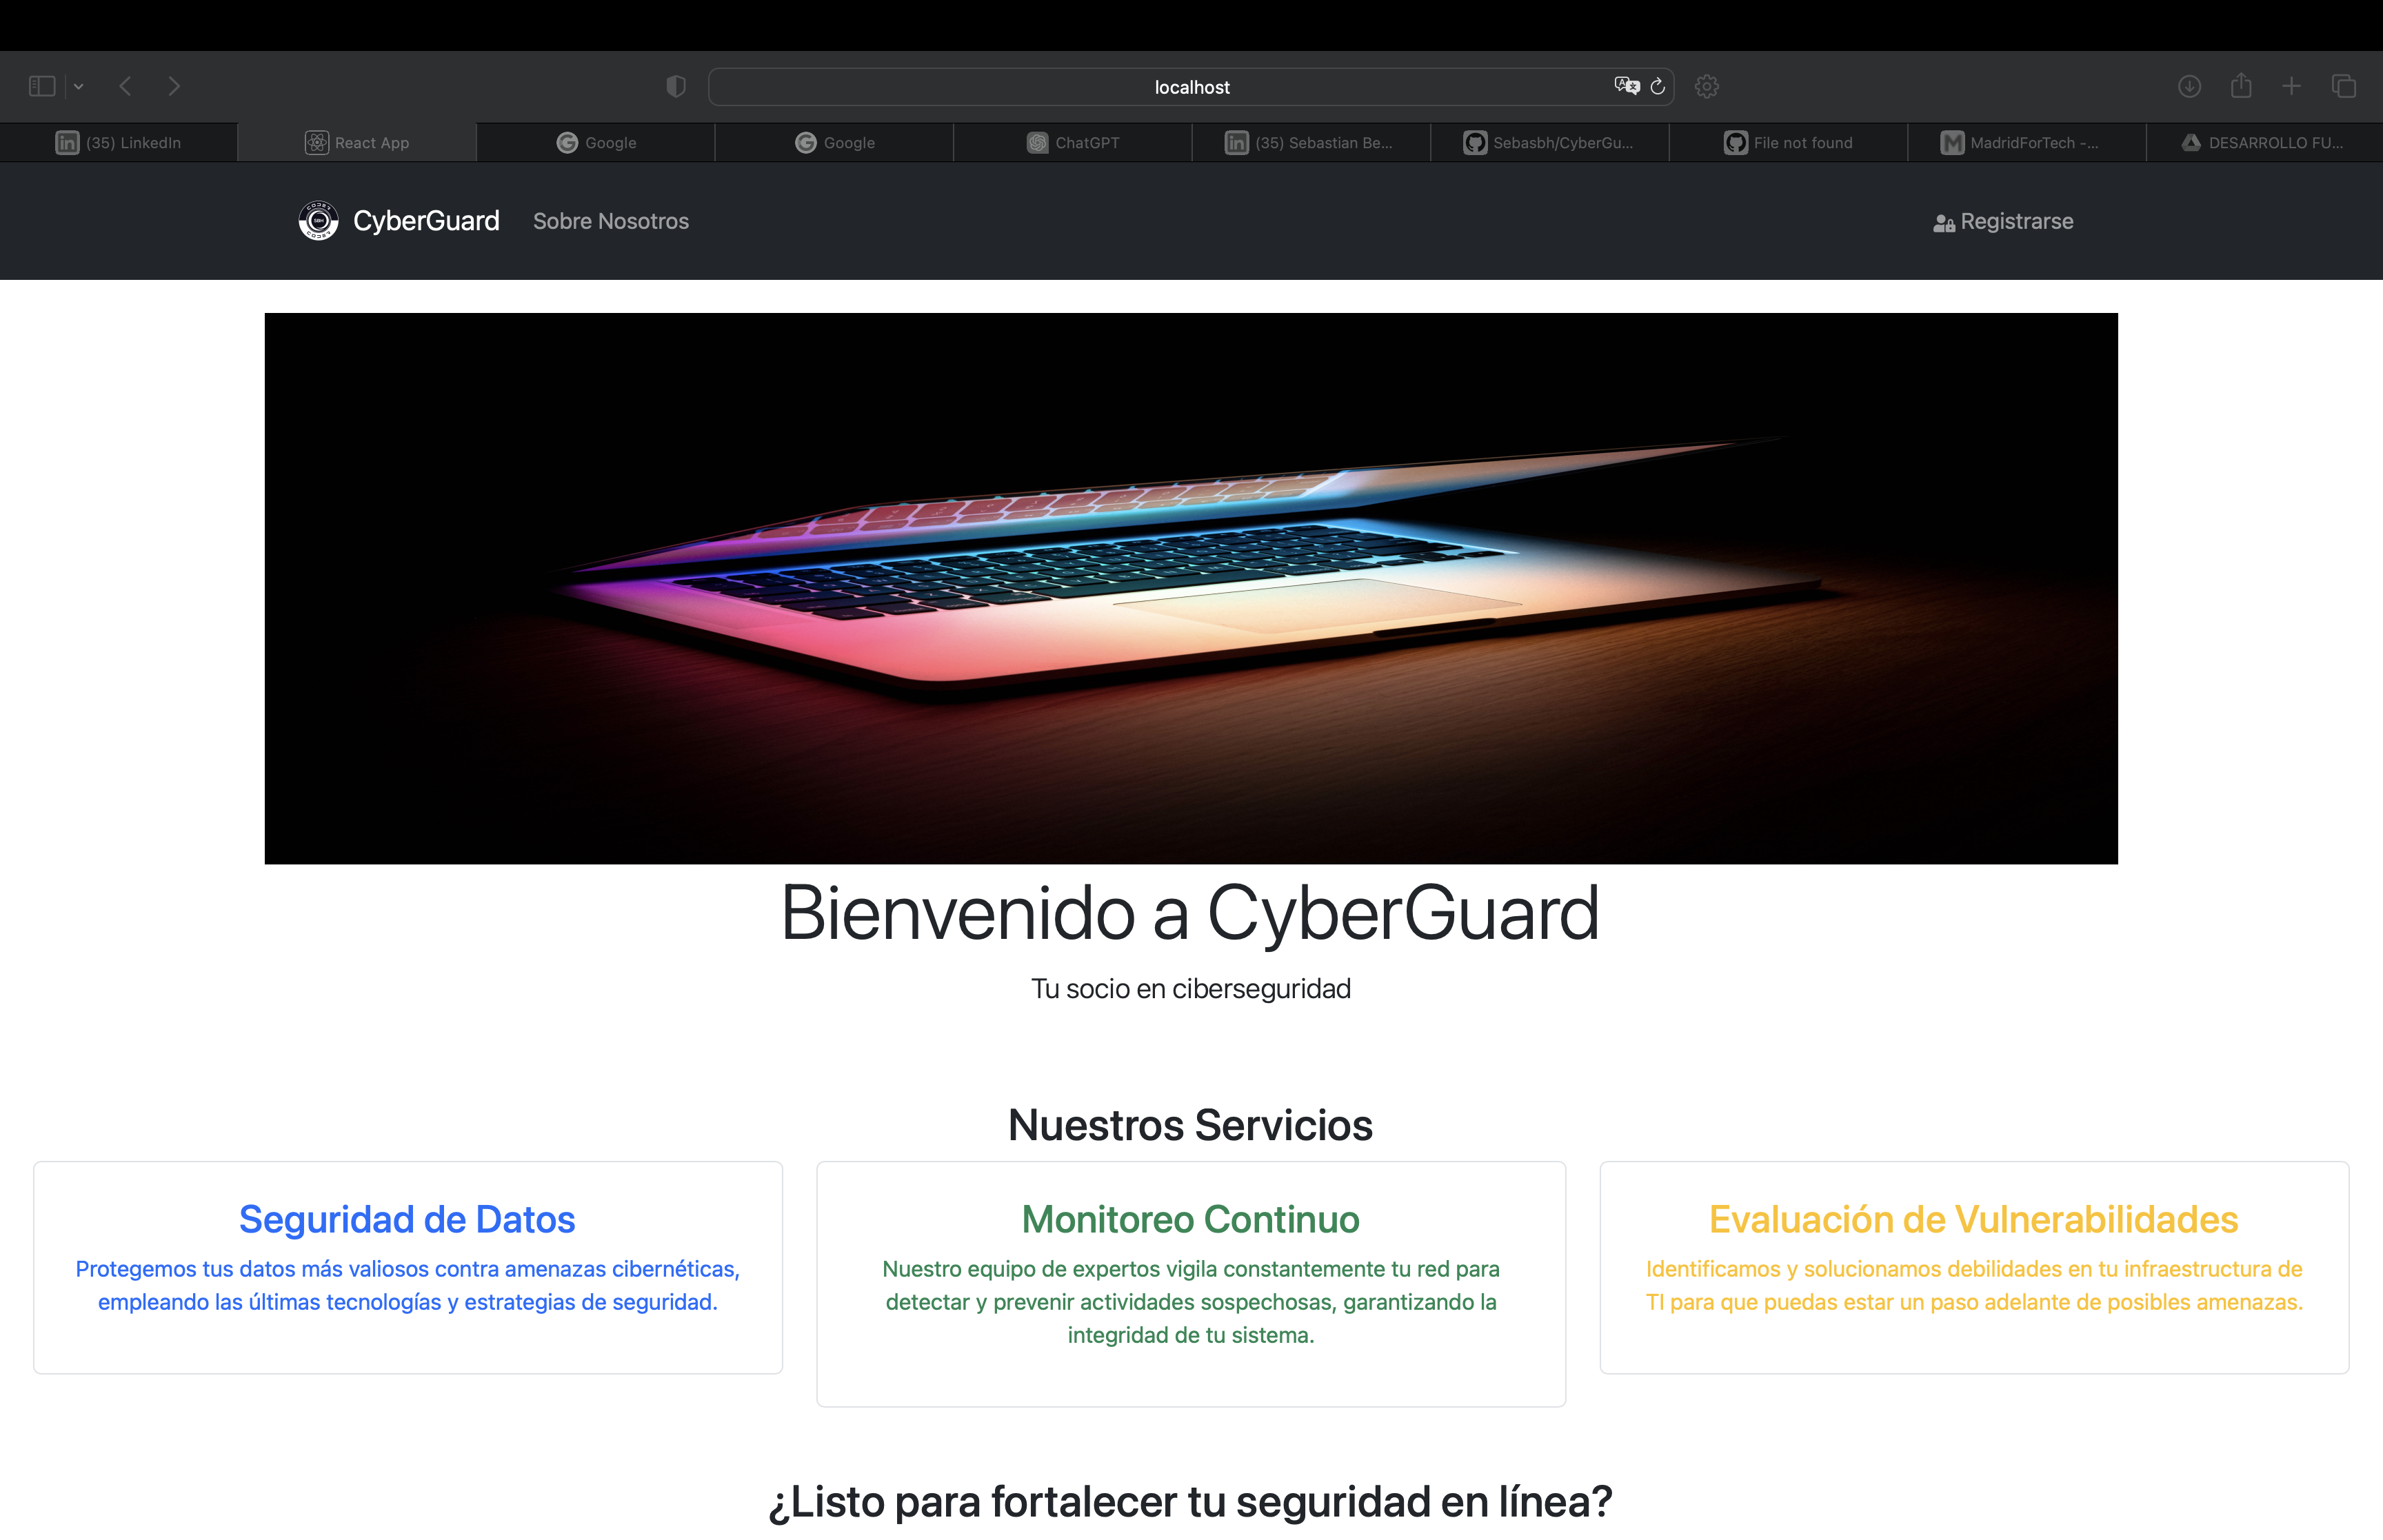 localhost
(35) LinkedIn
React App
Google
Google
ChatGPT
(35) Sebastian Be...
Sebasbh/CyberGu...
File not found
MadridForTech -...
DESARROLLO FU...
CyberGuard
Sobre Nosotros
Registrarse
Bienvenido a CyberGuard
Tu socio en ciberseguridad
Nuestros Servicios
Seguridad de Datos
Protegemos tus datos más valiosos contra amenazas cibernéticas,
empleando las últimas tecnologías y estrategias de seguridad.
Monitoreo Continuo
Nuestro equipo de expertos vigila constantemente tu red para
detectar y prevenir actividades sospechosas, garantizando la
integridad de tu sistema.
Evaluación de Vulnerabilidades
Identificamos y solucionamos debilidades en tu infraestructura de
TI para que puedas estar un paso adelante de posibles amenazas.
¿Listo para fortalecer tu seguridad en línea?